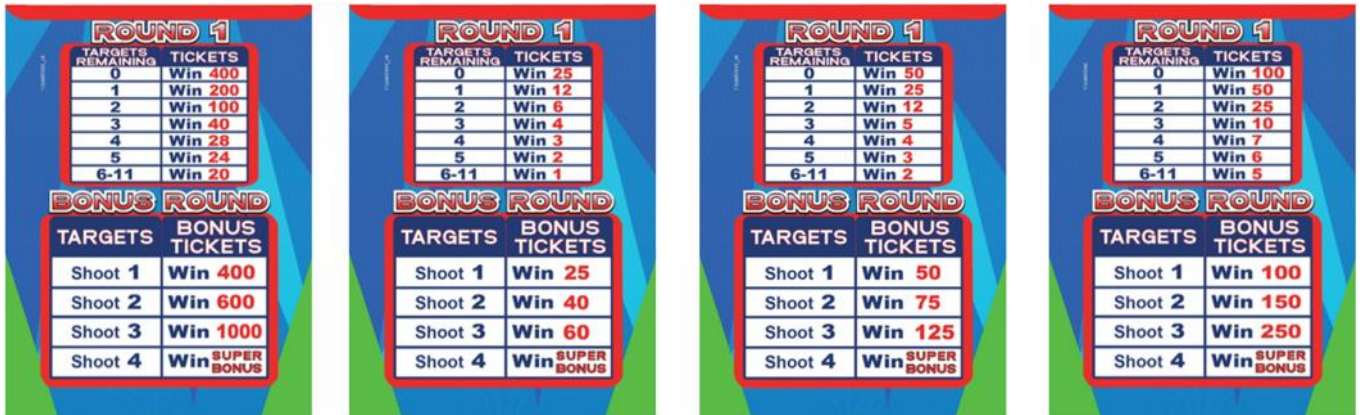 ROUND 1
TARGETS REMAINING TICKETS
0 Win 400
1 Win 200
2 Win 100
3 Win 40
4 Win 28
5 Win 24
6-11 Win 20
BONUS ROUND
TARGETS BONUS TICKETS
Shoot 1 Win 400
Shoot 2 Win 600
Shoot 3 Win 1000
Shoot 4 Win SUPER BONUS
ROUND 1
TARGETS REMAINING TICKETS
0 Win 25
1 Win 12
2 Win 6
3 Win 4
4 Win 3
5 Win 2
6-11 Win 1
BONUS ROUND
TARGETS BONUS TICKETS
Shoot 1 Win 25
Shoot 2 Win 40
Shoot 3 Win 60
Shoot 4 Win SUPER BONUS
ROUND 1
TARGETS REMAINING TICKETS
0 Win 50
1 Win 25
2 Win 12
3 Win 5
4 Win 4
5 Win 3
6-11 Win 2
BONUS ROUND
TARGETS BONUS TICKETS
Shoot 1 Win 50
Shoot 2 Win 75
Shoot 3 Win 125
Shoot 4 Win SUPER BONUS
ROUND 1
TARGETS REMAINING TICKETS
0 Win 100
1 Win 50
2 Win 25
3 Win 10
4 Win 7
5 Win 6
6-11 Win 5
BONUS ROUND
TARGETS BONUS TICKETS
Shoot 1 Win 100
Shoot 2 Win 150
Shoot 3 Win 250
Shoot 4 Win SUPER BONUS